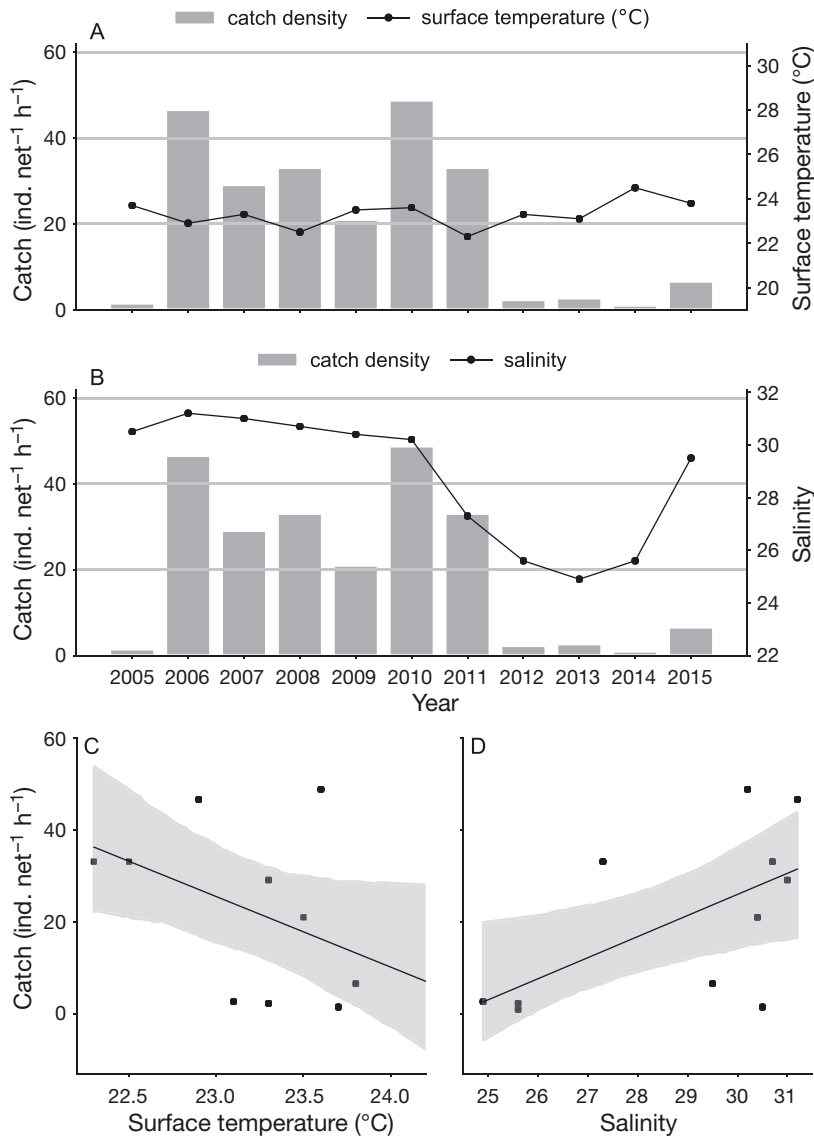 catch density surface temperature (°C)
A
60
40
20
0
Catch (ind. net⁻¹ h⁻¹)
30
28
26
24
22
20
Surface temperature (°C)
catch density salinity
B
60
40
20
0
Catch (ind. net⁻¹ h⁻¹)
32
30
28
26
24
22
Salinity
2005 2006 2007 2008 2009 2010 2011 2012 2013 2014 2015
Year
C
60
40
20
0
Catch (ind. net⁻¹ h⁻¹)
22.5 23.0 23.5 24.0
Surface temperature (°C)
D
25 26 27 28 29 30 31
Salinity